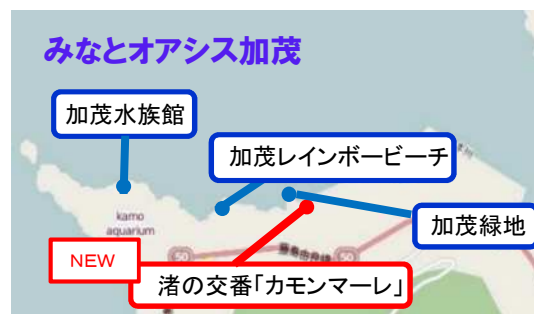 みなとオアシス加茂
加茂水族館
加茂レインボービーチ
加茂緑地
kamo
aquarium
NEW
渚の交番「カモンマーレ」